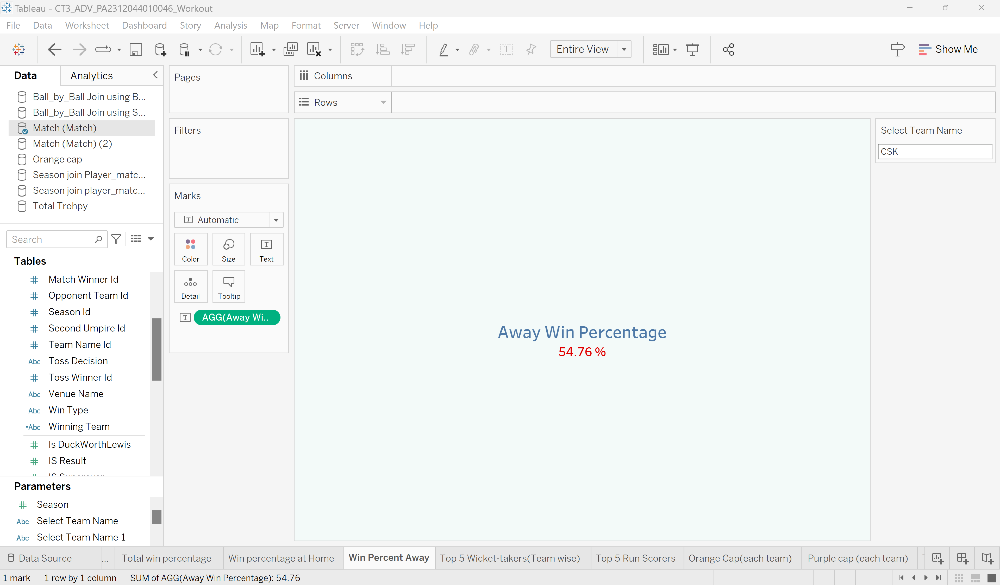 Tableau - CT3_ADV_PA2312044010046_Workout
File Data Worksheet Dashboard Story Analysis Map Format Server Window Help
Entire View
Show Me
Data
Analytics
Ball_by_Ball Join using B...
Ball_by_Ball Join using S...
Match (Match)
Match (Match) (2)
Orange cap
Season join Player_matc...
Season join player_matc...
Total Trohpy
Search
Tables
Match Winner Id
Opponent Team Id
Season Id
Second Umpire Id
Team Name Id
Abc Toss Decision
Toss Winner Id
Abc Venue Name
Abc Win Type
=Abc Winning Team
Is DuckWorthLewis
IS Result
Parameters
Season
Abc Select Team Name
Abc Select Team Name 1
Pages
Filters
Marks
Automatic
Color Size Text
Detail Tooltip
AGG(Away Wi..
Columns
Rows
Away Win Percentage
54.76 %
Select Team Name
CSK
Data Source ... Total win percentage Win percentage at Home Win Percent Away Top 5 Wicket-takers(Team wise) Top 5 Run Scorers Orange Cap(each team) Purple cap (each team)
1 mark 1 row by 1 column SUM of AGG(Away Win Percentage): 54.76